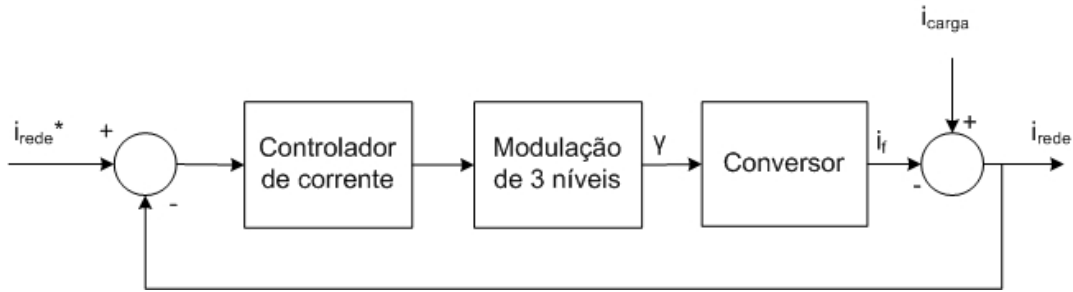 i_carga
i_rede* + Controlador de corrente Modulação de 3 níveis γ Conversor i_f + i_rede
- -